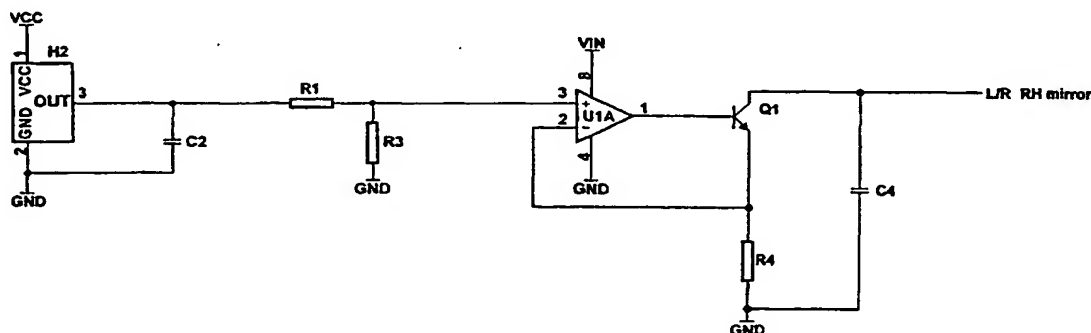 VCC
1
H2
VCC
OUT
3
GND
2
GND
C2
R1
R3
GND
VIN
8
3
+
U1A
2
-
1
4
GND
Q1
R4
GND
C4
L/R RH mirror